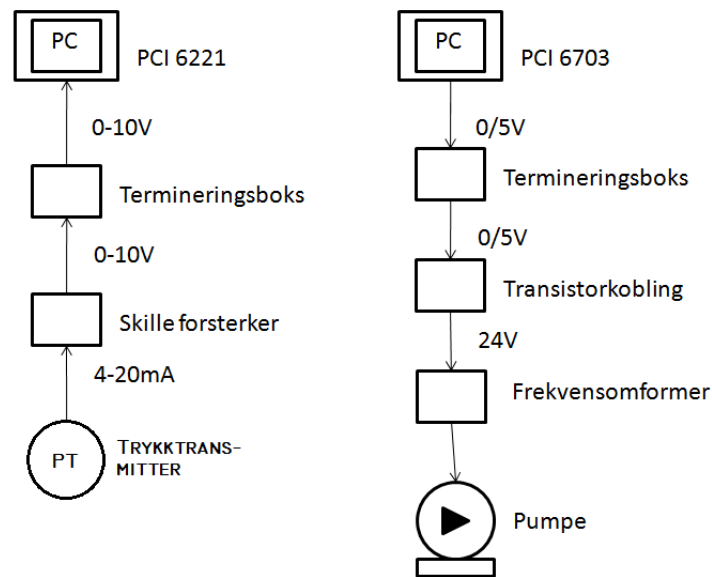 PC
PCI 6221
0-10V
Termineringsboks
0-10V
Skille forsterker
4-20mA
PT
TRYKKTRANS-
MITTER
PC
PCI 6703
0/5V
Termineringsboks
0/5V
Transistorkobling
24V
Frekvensomformer
Pumpe